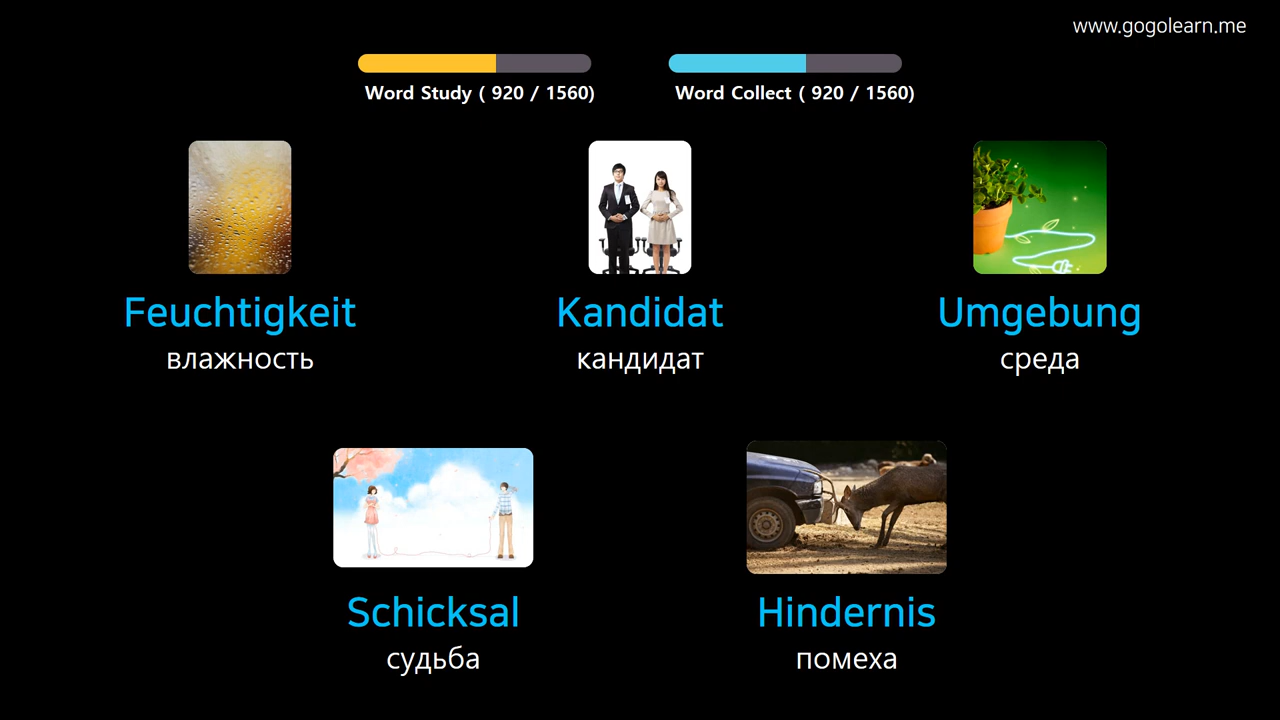 www.gogolearn.me
Word Study ( 920 / 1560)
Word Collect ( 920 / 1560)
Feuchtigkeit
влажность
Kandidat
кандидат
Umgebung
среда
Schicksal
судьба
Hindernis
помеха